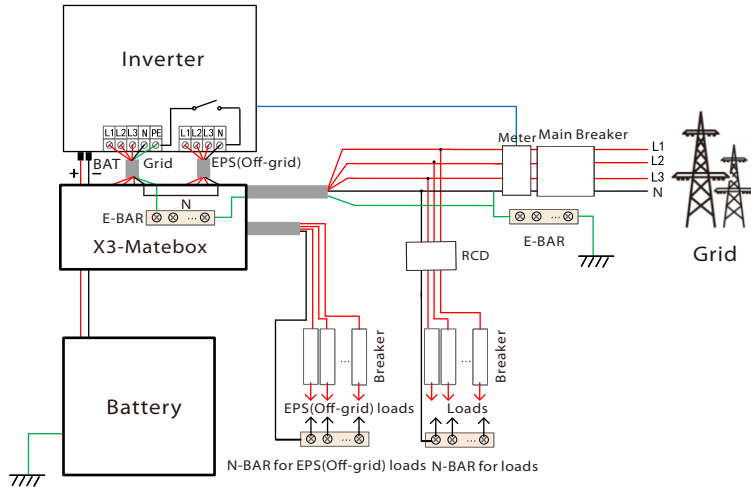 Inverter
L1 L2 L3 N PE
L1 L2 L3 N
BAT
Grid
EPS(Off-grid)
+
−
N
E-BAR
...
X3-Matebox
Meter
Main Breaker
L1
L2
L3
N
...
E-BAR
Grid
RCD
...
Breaker
...
Breaker
EPS(Off-grid) loads
Loads
Battery
...
...
N-BAR for EPS(Off-grid) loads
N-BAR for loads